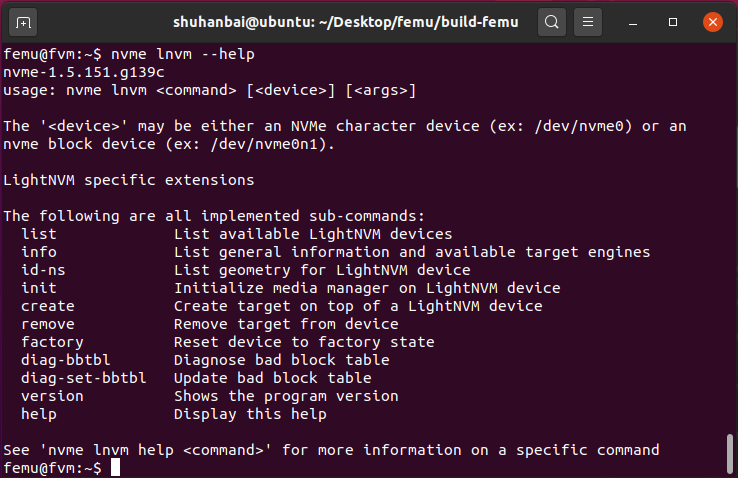 shuhanbai@ubuntu: ~/Desktop/femu/build-femu
femu@fvm:~$ nvme lnvm --help
nvme-1.5.151.g139c
usage: nvme lnvm <command> [<device>] [<args>]
The '<device>' may be either an NVMe character device (ex: /dev/nvme0) or an
nvme block device (ex: /dev/nvme0n1).
LightNVM specific extensions
The following are all implemented sub-commands:
list List available LightNVM devices
info List general information and available target engines
id-ns List geometry for LightNVM device
init Initialize media manager on LightNVM device
create Create target on top of a LightNVM device
remove Remove target from device
factory Reset device to factory state
diag-bbtbl Diagnose bad block table
diag-set-bbtbl Update bad block table
version Shows the program version
help Display this help
See 'nvme lnvm help <command>' for more information on a specific command
femu@fvm:~$